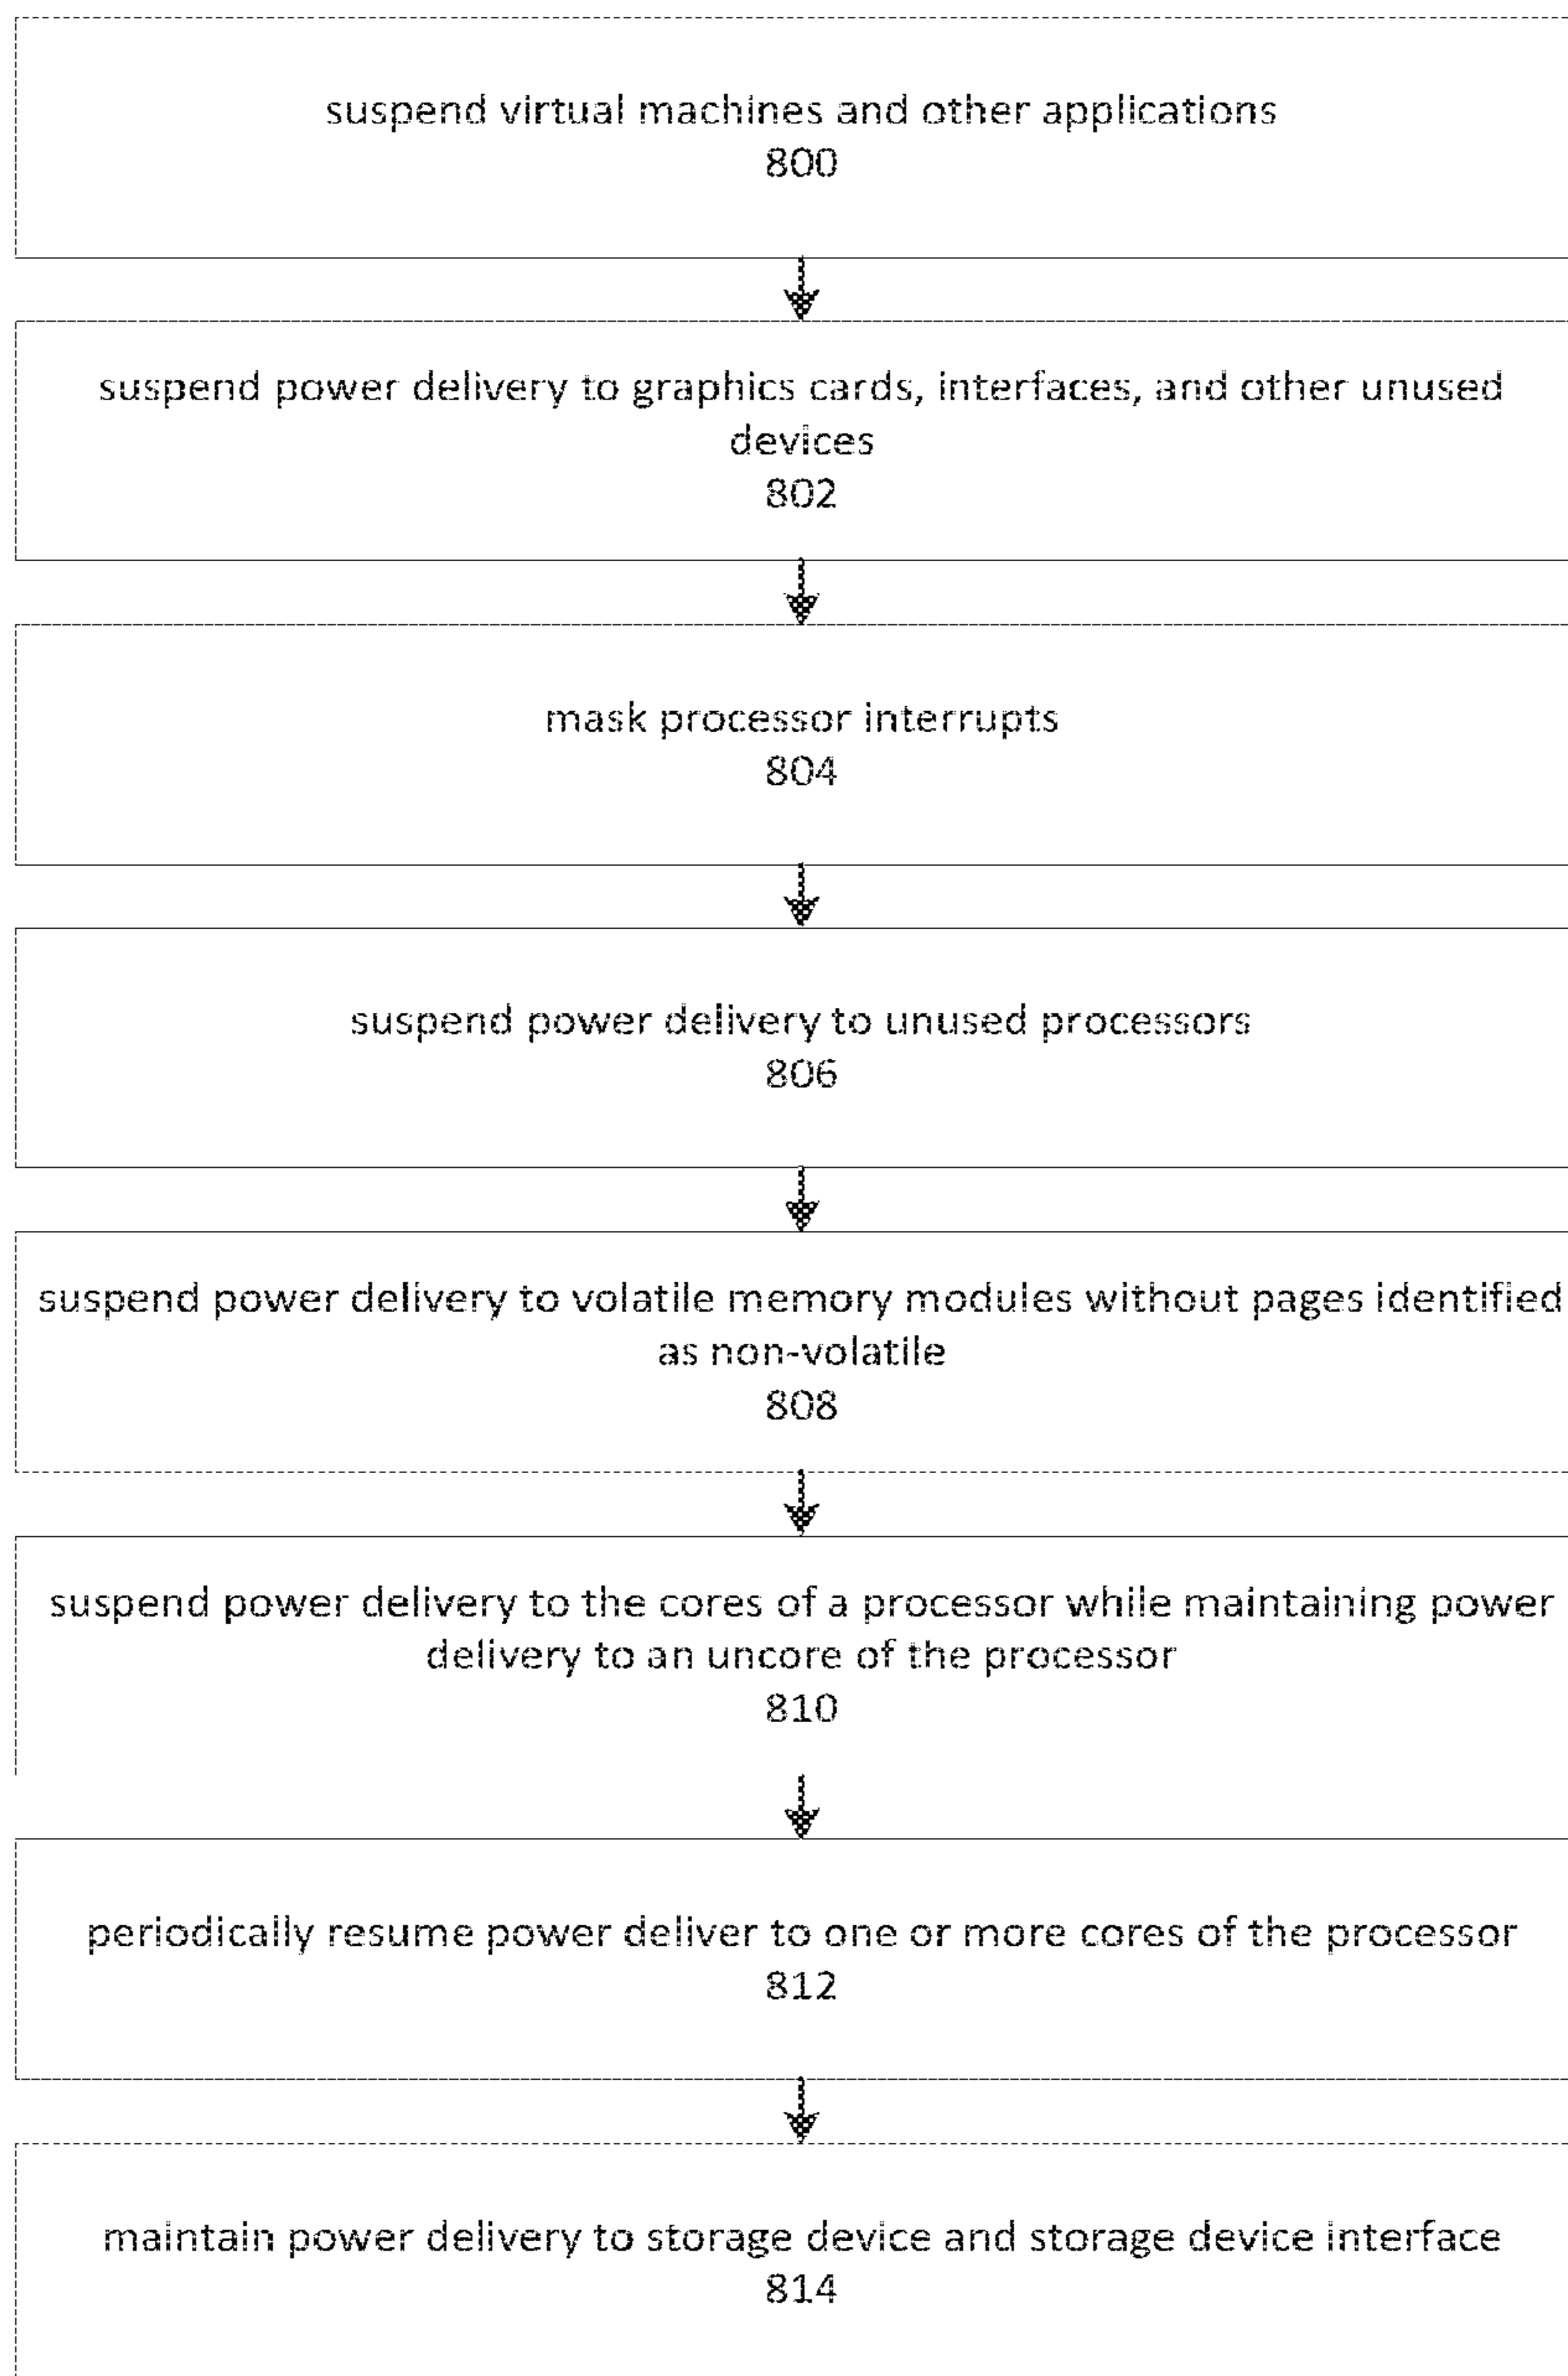 suspend virtual machines and other applications
800
suspend power delivery to graphics cards, interfaces, and other unused
devices
802
mask processor interrupts
804
suspend power delivery to unused processors
806
suspend power delivery to volatile memory modules without pages identified
as non-volatile
808
suspend power delivery to the cores of a processor while maintaining power
delivery to an uncore of the processor
810
periodically resume power deliver to one or more cores of the processor
812
maintain power delivery to storage device and storage device interface
814